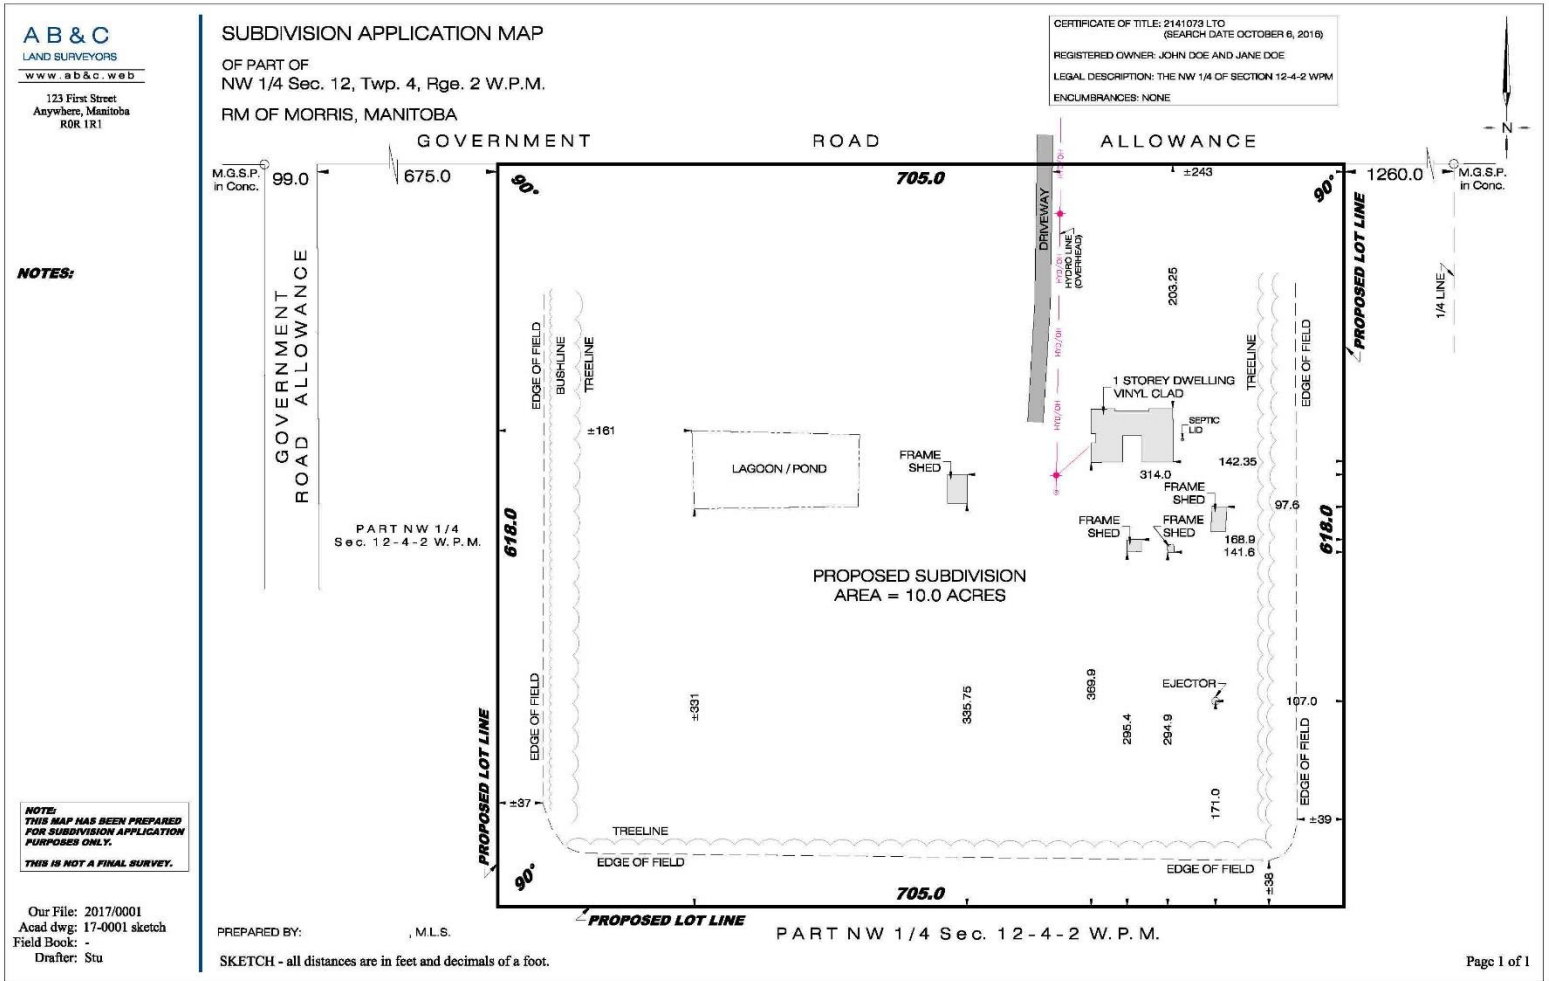 AB&C
LAND SURVEYORS
www.ab&c.web
123 First Street
Anywhere, Manitoba
R0R 1R1
SUBDIVISION APPLICATION MAP
OF PART OF
NW 1/4 Sec. 12, Twp. 4, Rge. 2 W.P.M.
RM OF MORRIS, MANITOBA
CERTIFICATE OF TITLE: 2141073 LTO
(SEARCH DATE OCTOBER 6, 2016)
REGISTERED OWNER: JOHN DOE AND JANE DOE
LEGAL DESCRIPTION: THE NW 1/4 OF SECTION 12-4-2 WPM
ENCUMBRANCES: NONE
N
GOVERNMENT ROAD ALLOWANCE
M.G.S.P.
in Conc.
99.0
675.0
90°
705.0
±243
90°
1260.0
M.G.S.P.
in Conc.
NOTES:
GOVERNMENT
ROAD ALLOWANCE
DRIVEWAY
HYD/OH
HYD/OH
HYD/OH
HYD/OH
HYDRO LINE
(OVERHEAD)
203.25
PROPOSED LOT LINE
1/4 LINE
EDGE OF FIELD
BUSHLINE
TREELINE
TREELINE
EDGE OF FIELD
1 STOREY DWELLING
VINYL CLAD
SEPTIC
LID
±161
LAGOON / POND
FRAME
SHED
314.0
142.35
FRAME
SHED
97.6
PART NW 1/4
Sec. 12-4-2 W.P.M.
618.0
FRAME
SHED
FRAME
SHED
168.9
141.6
618.0
PROPOSED SUBDIVISION
AREA = 10.0 ACRES
EDGE OF FIELD
±331
335.75
369.9
295.4
294.9
EJECTOR
107.0
EDGE OF FIELD
171.0
±37
±39
PROPOSED LOT LINE
TREELINE
EDGE OF FIELD
EDGE OF FIELD
±38
90°
705.0
PROPOSED LOT LINE
PART NW 1/4 Sec. 12-4-2 W.P.M.
NOTE:
THIS MAP HAS BEEN PREPARED
FOR SUBDIVISION APPLICATION
PURPOSES ONLY.
THIS IS NOT A FINAL SURVEY.
Our File: 2017/0001
Acad dwg: 17-0001 sketch
Field Book: -
Drafter: Stu
PREPARED BY: , M.L.S.
SKETCH - all distances are in feet and decimals of a foot.
Page 1 of 1